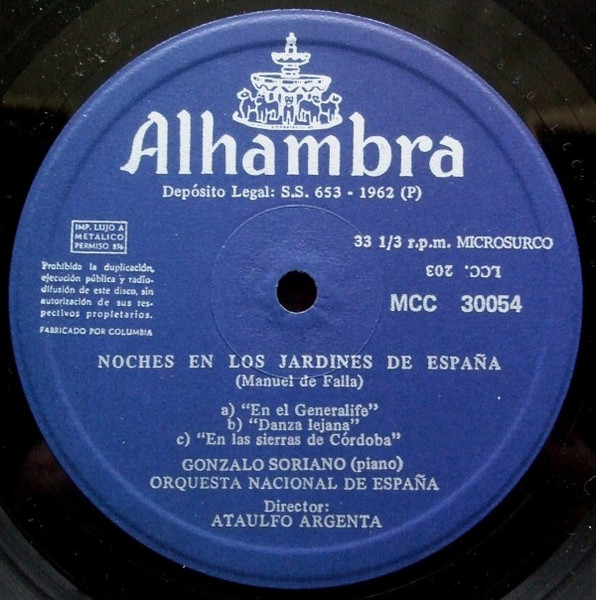 Alhambra
Depósito Legal: S.S. 653 - 1962 (P)
IMP. LUJO A
METALICO
PERMISO 516
33 1/3 r.p.m. MICROSURCO
LCC. 203
MCC 30054
Prohibida la duplicación,
ejecución pública y radio-
difusión de este disco, sin
autorización de sus res-
pectivos propietarios.
FABRICADO POR COLUMBIA
NOCHES EN LOS JARDINES DE ESPAÑA
(Manuel de Falla)
a) "En el Generalife"
b) "Danza lejana"
c) "En las sierras de Córdoba"
GONZALO SORIANO (piano)
ORQUESTA NACIONAL DE ESPAÑA
Director:
ATAULFO ARGENTA